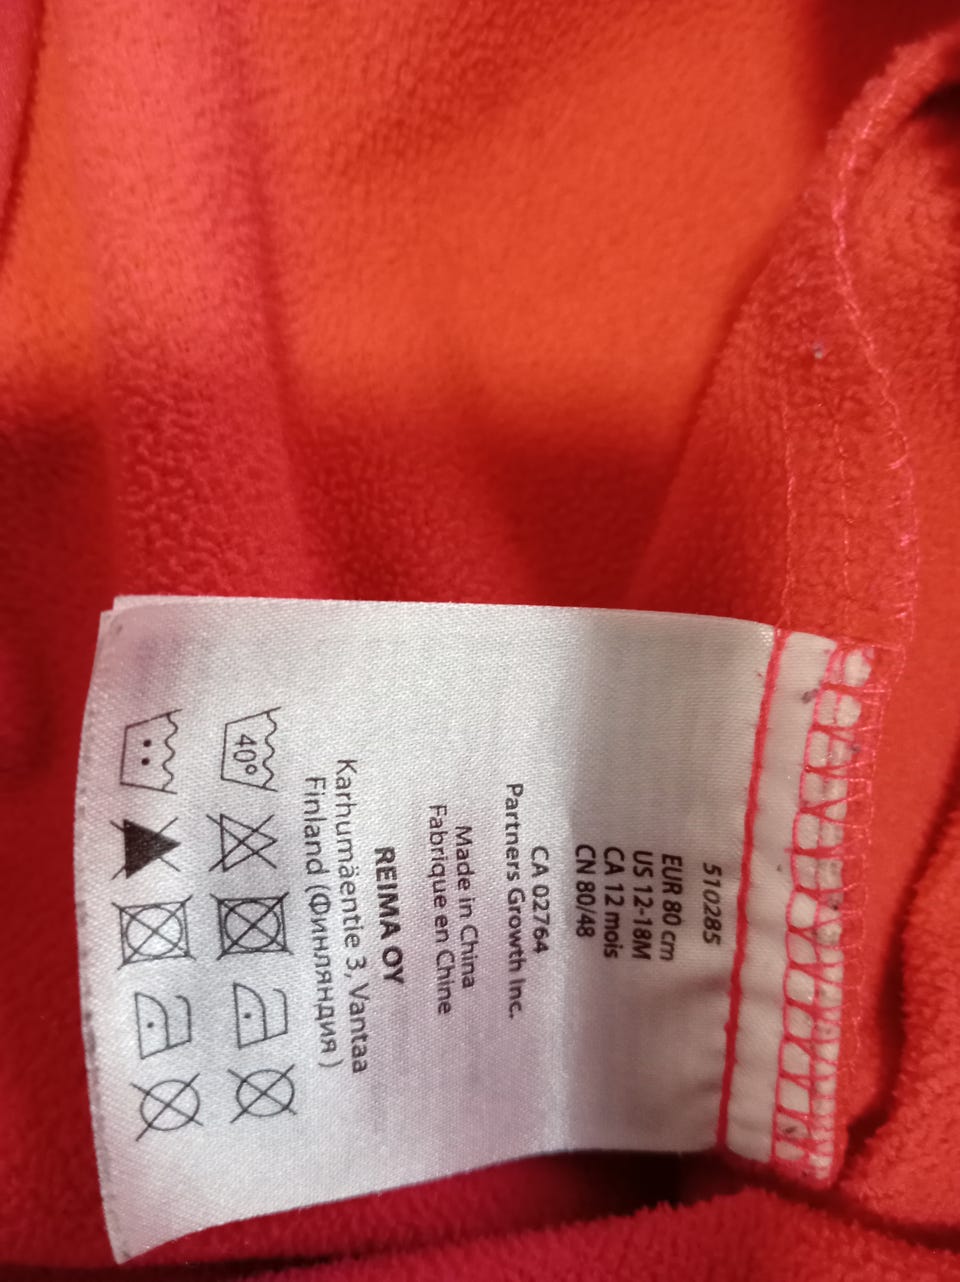 510285
EUR 80 cm
US 12-18M
CA 12 mois
CN 80/48
CA 02764
Partners Growth Inc.
Made in China
Fabriqué en Chine
REIMA OY
Karhumäentie 3, Vantaa
Finland (Финляндия)
40°